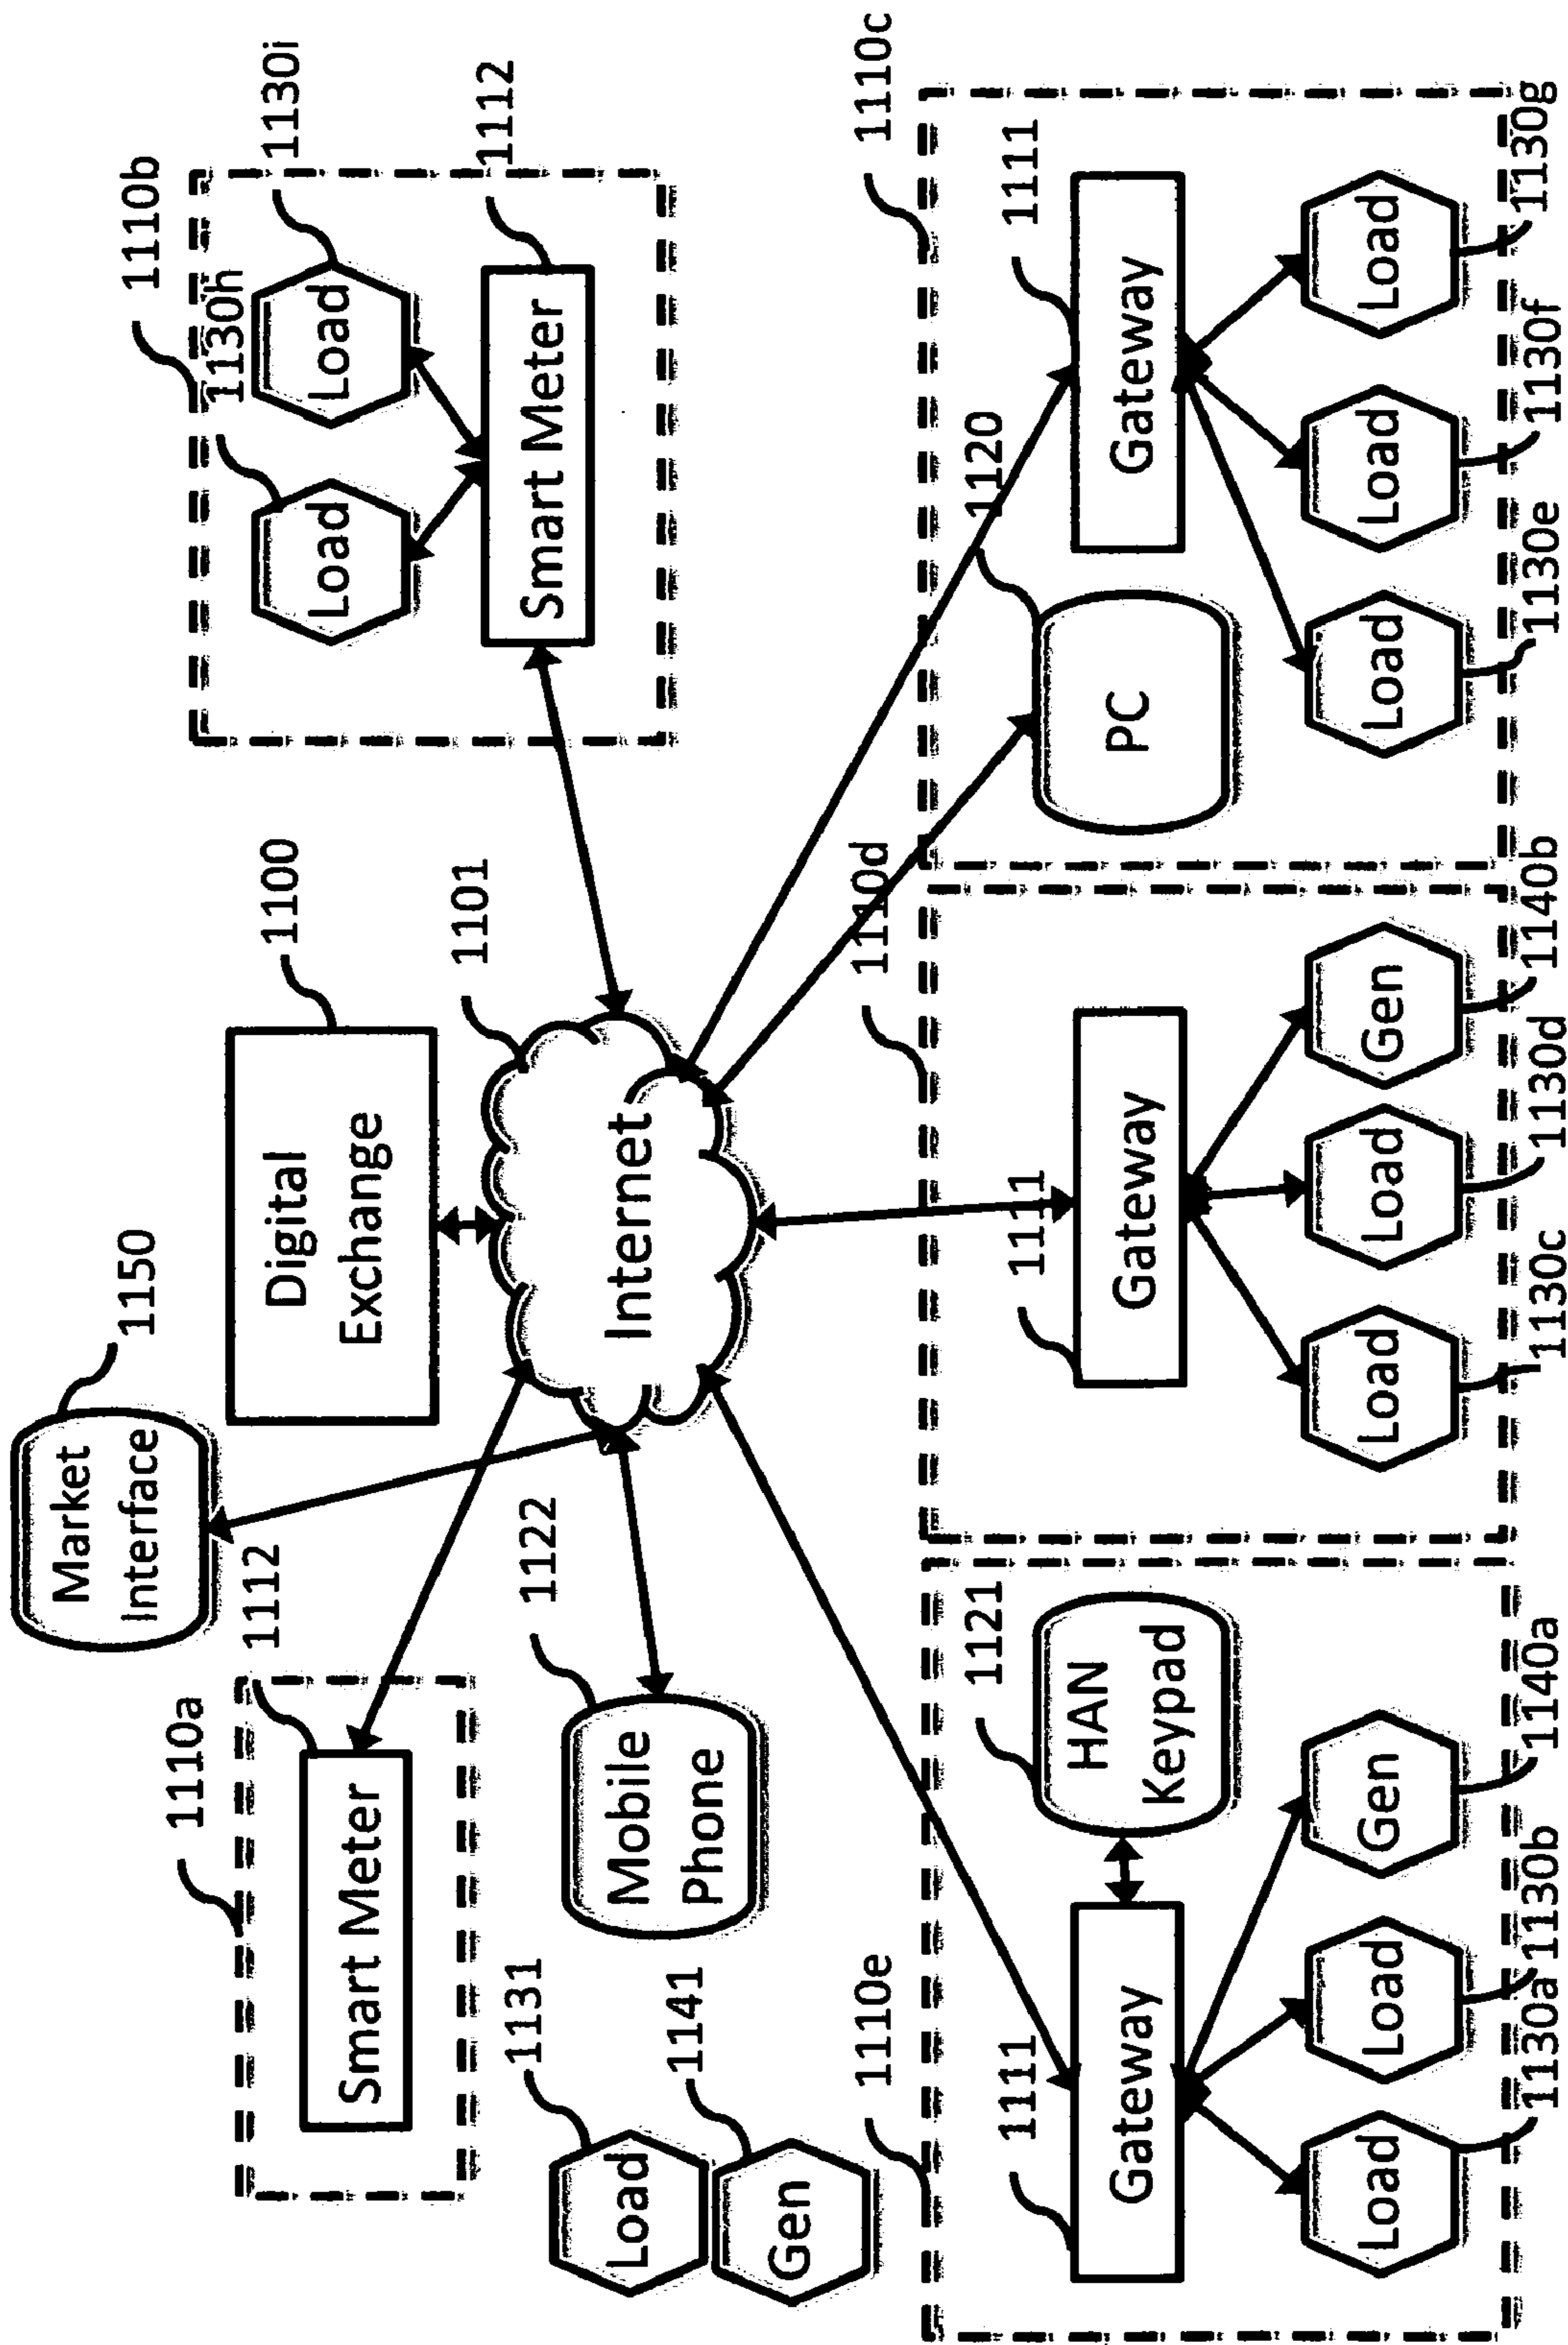 Market
Interface
1150
Digital
Exchange
1100
Internet
1101
1110a
1112
Smart Meter
1110b
1130h
1130i
Load
Load
1112
Smart Meter
Mobile
Phone
1122
Load
1131
Gen
1141
1110e
1111
Gateway
1121
HAN
Keypad
Load
Load
Gen
1130a
1130b
1140a
1110d
1111
Gateway
Load
Load
Gen
1130c
1130d
1140b
1110c
1120
PC
1111
Gateway
Load
Load
Load
1130e
1130f
1130g